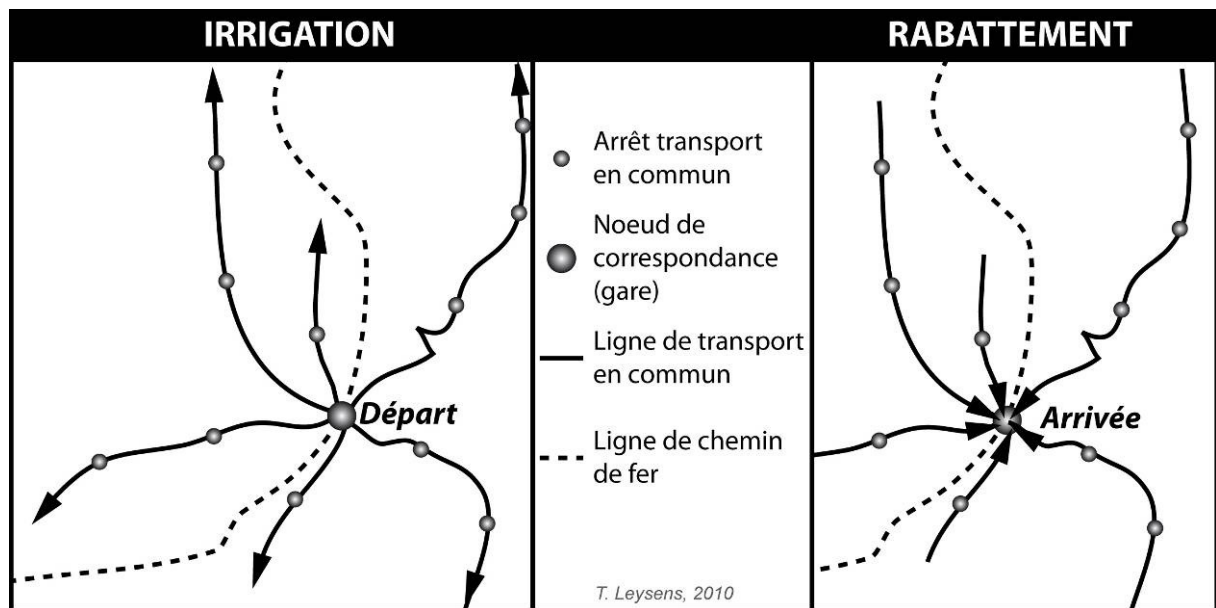 IRRIGATION
RABATTEMENT
Départ
Arrêt transport
en commun
Noeud de
correspondance
(gare)
Ligne de transport
en commun
Ligne de chemin
de fer
T. Leysens, 2010
Arrivée